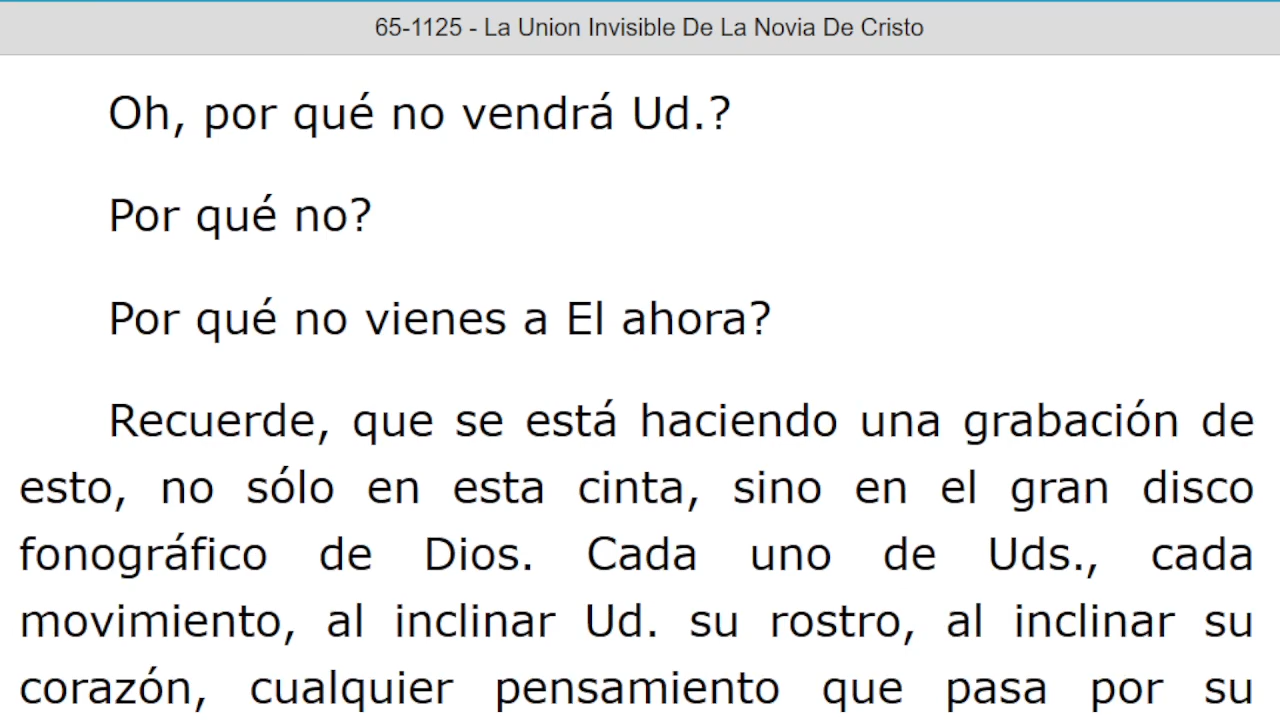 65-1125 - La Union Invisible De La Novia De Cristo
Oh, por qué no vendrá Ud.?
Por qué no?
Por qué no vienes a El ahora?
Recuerde, que se está haciendo una grabación de
esto, no sólo en esta cinta, sino en el gran disco
fonográfico de Dios. Cada uno de Uds., cada
movimiento, al inclinar Ud. su rostro, al inclinar su
corazón, cualquier pensamiento que pasa por su